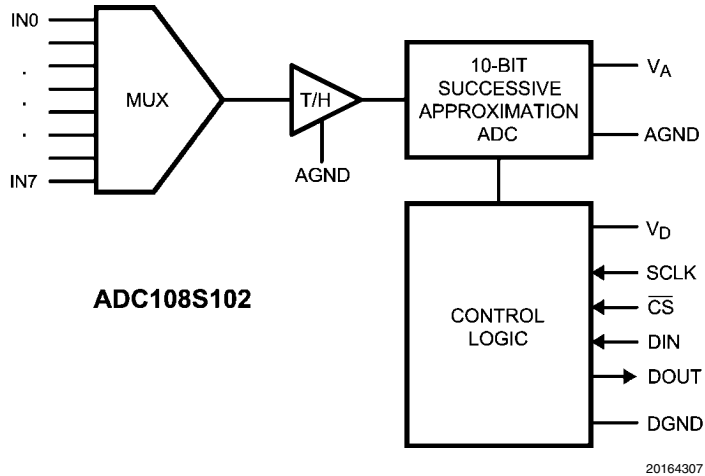 IN0
.
.
.
IN7
MUX
T/H
AGND
10-BIT
SUCCESSIVE
APPROXIMATION
ADC
VA
AGND
ADC108S102
CONTROL
LOGIC
VD
SCLK
CS
DIN
DOUT
DGND
20164307